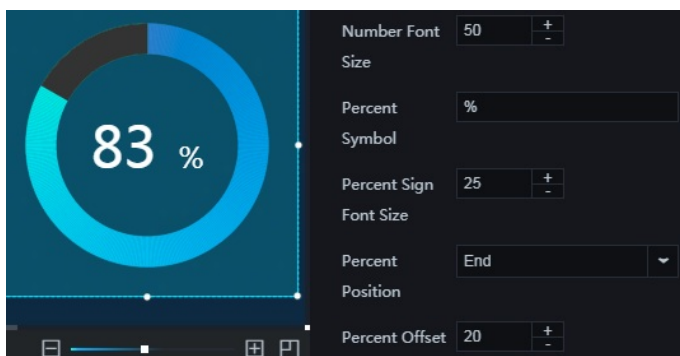 83 %
Number Font 50 + -
Size
Percent %
Symbol
Percent Sign 25 + -
Font Size
Percent End
Position
Percent Offset 20 + -